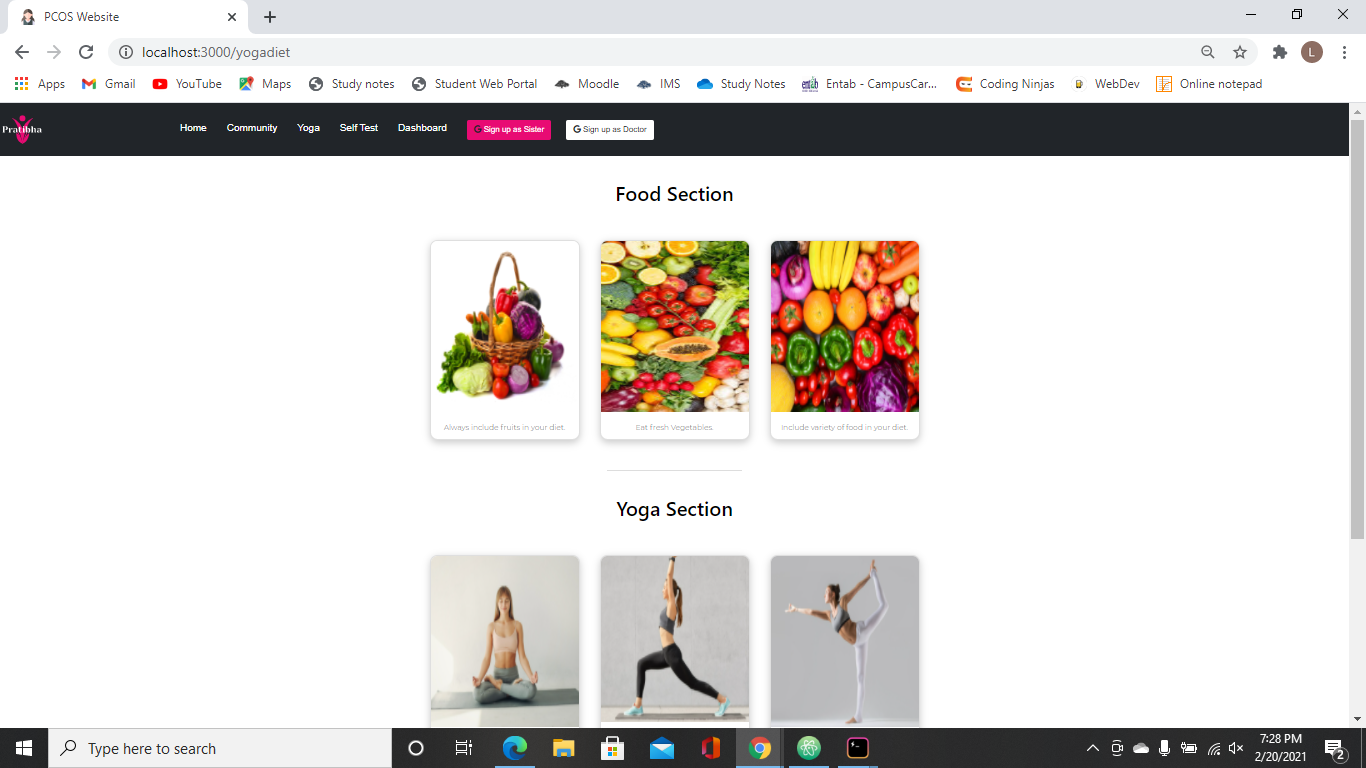 PCOS Website
localhost:3000/yogadiet
L
Apps Gmail YouTube Maps Study notes Student Web Portal Moodle IMS Study Notes Entab - CampusCar... Coding Ninjas WebDev Online notepad
Pratibha Home Community Yoga Self Test Dashboard G Sign up as Sister G Sign up as Doctor
Food Section
Always include fruits in your diet. Eat fresh Vegetables. Include variety of food in your diet.
Yoga Section
Type here to search
7:28 PM
2/20/2021
2